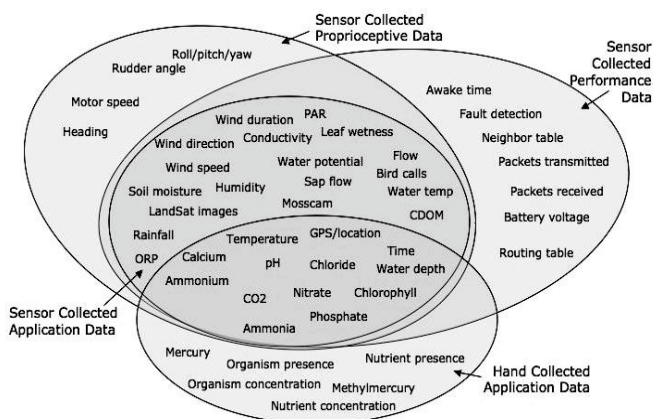 Sensor Collected
Proprioceptive Data
Sensor
Collected
Performance
Data
Roll/pitch/yaw
Rudder angle
Motor speed
Heading
Awake time
Fault detection
Neighbor table
Packets transmitted
Packets received
Battery voltage
Routing table
Wind duration
PAR
Wind direction
Conductivity
Leaf wetness
Wind speed
Water potential
Flow
Bird calls
Soil moisture
Humidity
Sap flow
Water temp
LandSat images
Mosscam
CDOM
Rainfall
Temperature
GPS/location
ORP
Calcium
pH
Chloride
Time
Water depth
Ammonium
CO2
Nitrate
Chlorophyll
Ammonia
Phosphate
Sensor Collected
Application Data
Mercury
Organism presence
Nutrient presence
Organism concentration
Methylmercury
Nutrient concentration
Hand Collected
Application Data